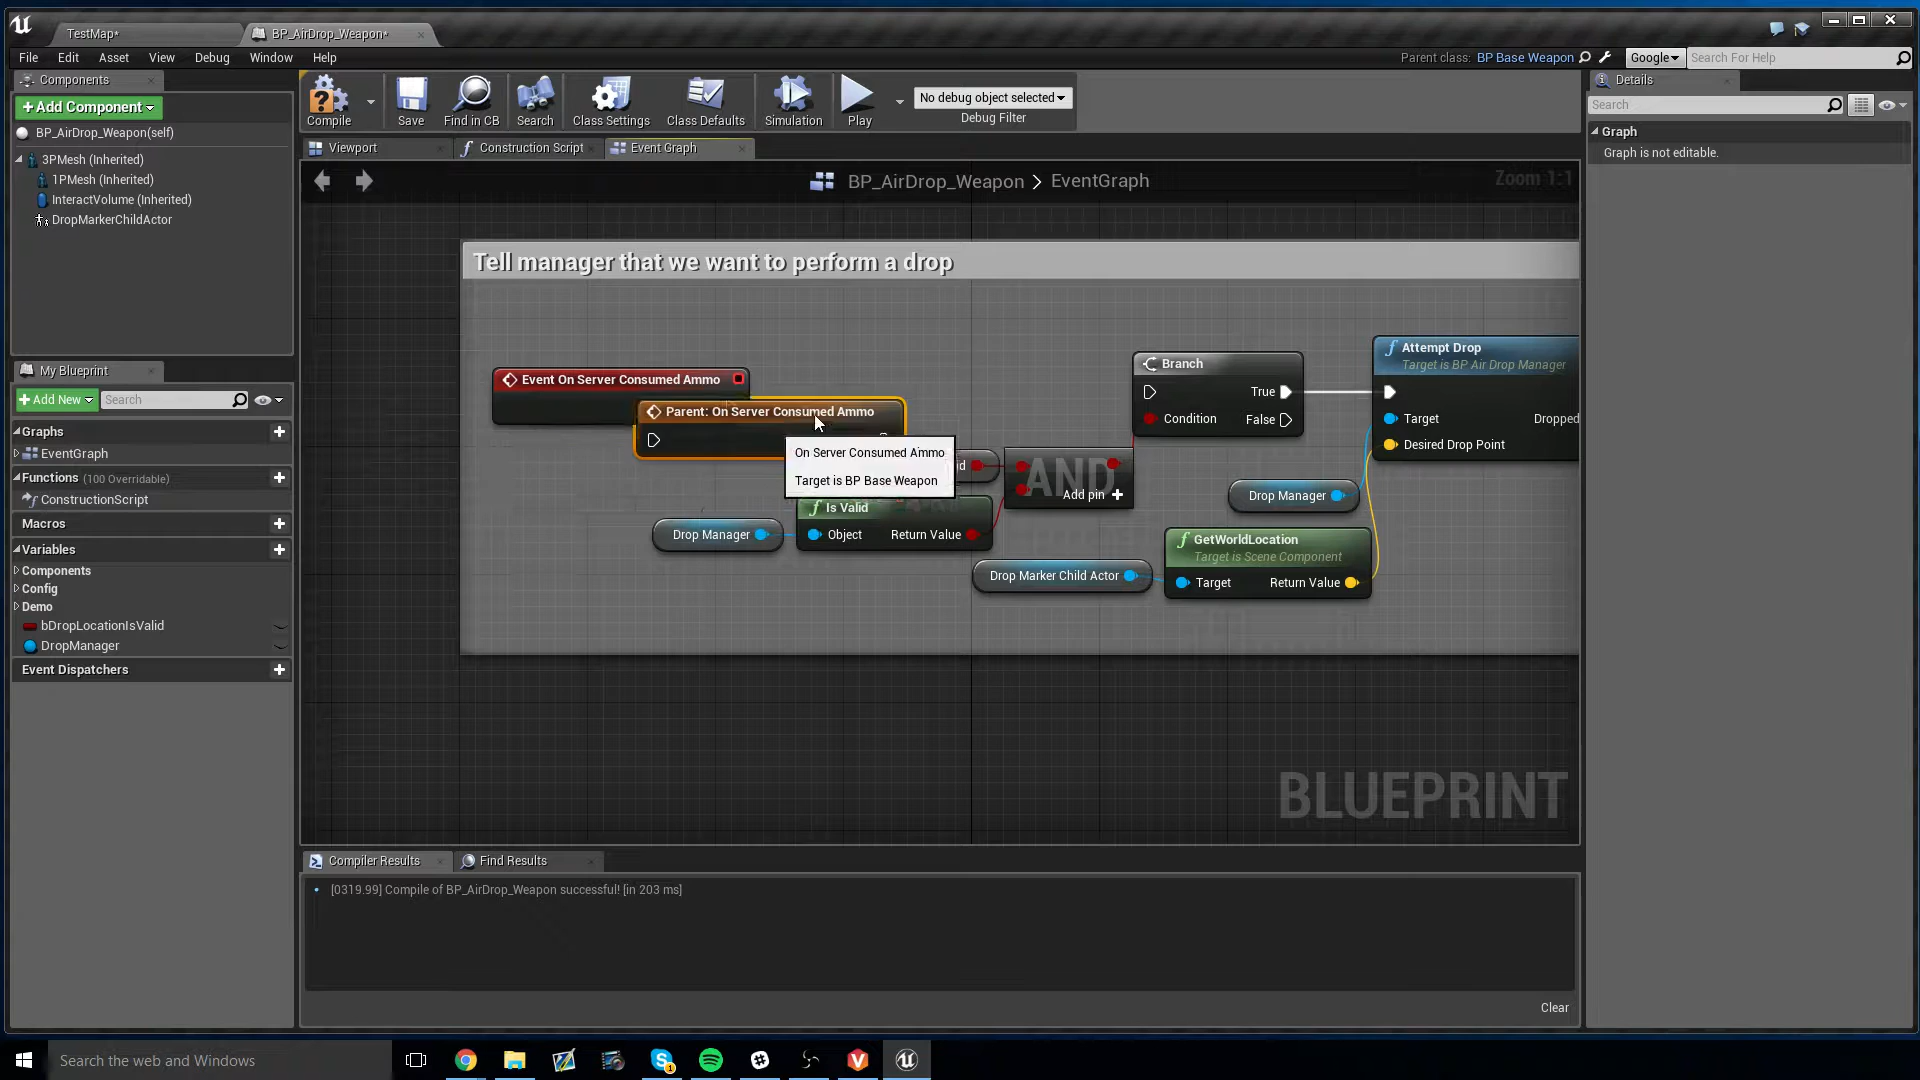 TestMap*
BP_AirDrop_Weapon*
File Edit Asset View Window Help
Parent class: BP Base Weapon
Google
Search For Help
Components
+Add Component
BP_AirDrop_Weapon(self)
3PMesh (Inherited)
1PMesh (Inherited)
InteractVolume (Inherited)
DropMarkerChildActor
My Blueprint
+Add New
Search
Graphs
EventGraph
Functions (100 Overridable)
ConstructionScript
Macros
Variables
Components
Config
Demo
bDropLocationIsValid
DropManager
Event Dispatchers
Compile
Save
Find in CB
Search
Class Settings
Class Defaults
Simulation
Play
No debug object selected
Debug Filter
Viewport
Construction Script
Event Graph
BP_AirDrop_Weapon > EventGraph
Zoom 1:1
Tell manager that we want to perform a drop
Event On Server Consumed Ammo
Parent: On Server Consumed Ammo
On Server Consumed Ammo
Target is BP Base Weapon
id
Is Valid
Object
Return Value
Drop Manager
AND
Add pin +
Branch
True
Condition
False
Attempt Drop
Target is BP Air Drop Manager
Target
Dropped
Desired Drop Point
Drop Manager
GetWorldLocation
Target is Scene Component
Target
Return Value
Drop Marker Child Actor
BLUEPRINT
Compiler Results
Find Results
[0319.99] Compile of BP_AirDrop_Weapon successful! [in 203 ms]
Clear
Details
Search
Graph
Graph is not editable.
Search the web and Windows